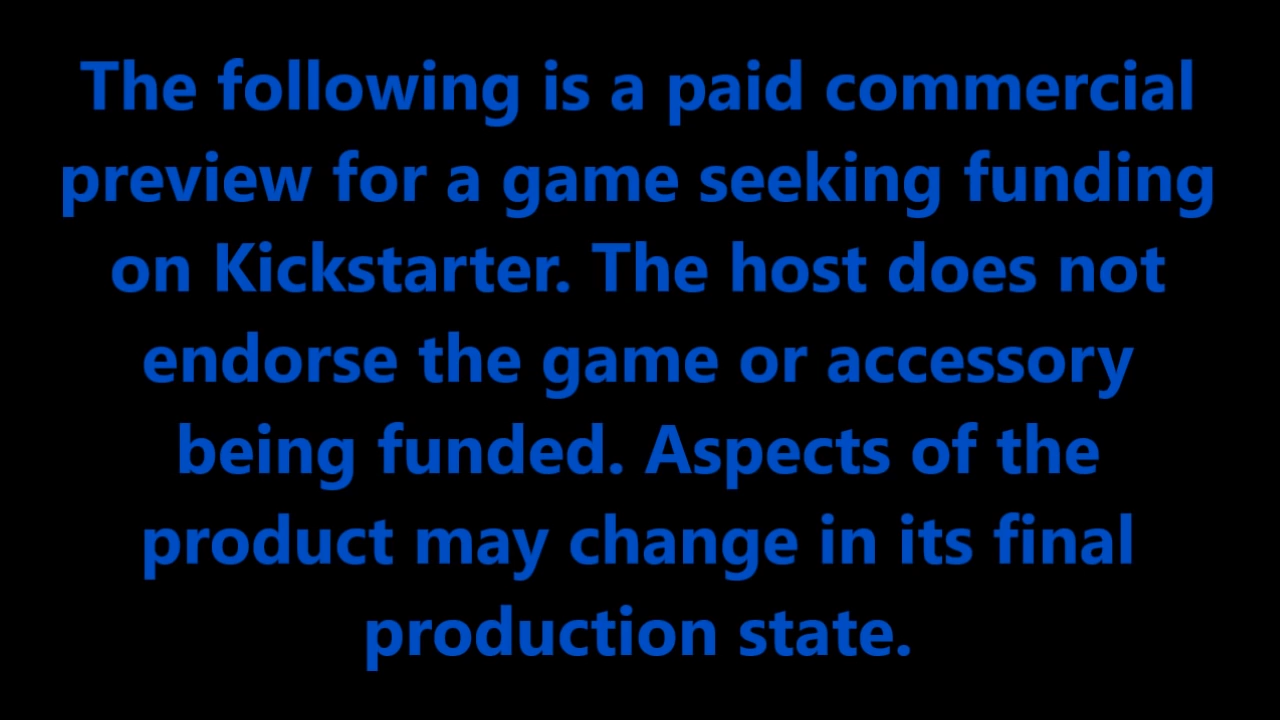 The following is a paid commercial
preview for a game seeking funding
on Kickstarter. The host does not
endorse the game or accessory
being funded. Aspects of the
product may change in its final
production state.